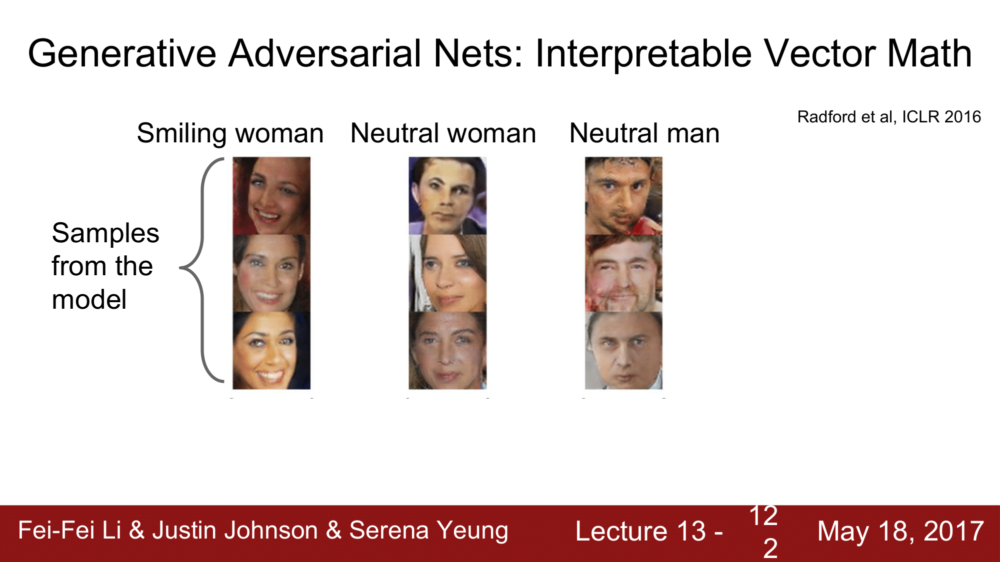 Generative Adversarial Nets: Interpretable Vector Math
Radford et al, ICLR 2016
Smiling woman
Neutral woman
Neutral man
Samples
from the
model
Fei-Fei Li & Justin Johnson & Serena Yeung
Lecture 13 -
12
2
May 18, 2017